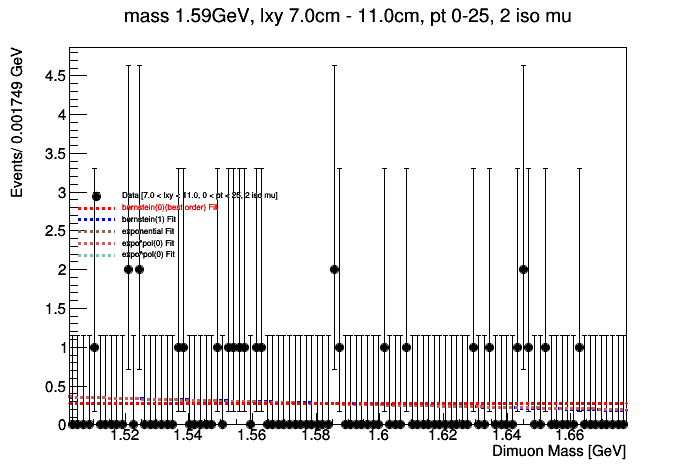 mass 1.59GeV, lxy 7.0cm - 11.0cm, pt 0-25, 2 iso mu
Events/ 0.001749 GeV
4.5
4
3.5
3
2.5
2
1.5
1
0.5
0
Data [7.0 < lxy < 11.0, 0 < pt < 25, 2 iso mu]
bernstein(0)(best order) Fit
bernstein(1) Fit
exponential Fit
expo*pol(0) Fit
expo*pol(0) Fit
1.52 1.54 1.56 1.58 1.6 1.62 1.64 1.66
Dimuon Mass [GeV]